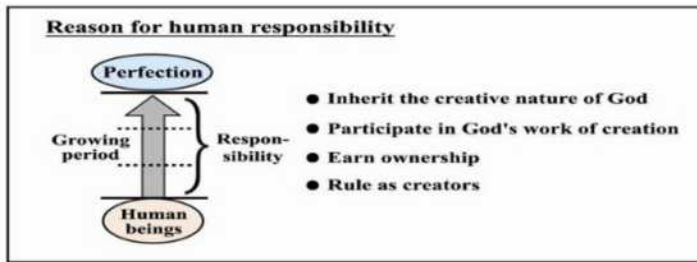 Reason for human responsibility
Perfection
Growing
period
Respon-
sibility
Human
beings
● Inherit the creative nature of God
● Participate in God's work of creation
● Earn ownership
● Rule as creators